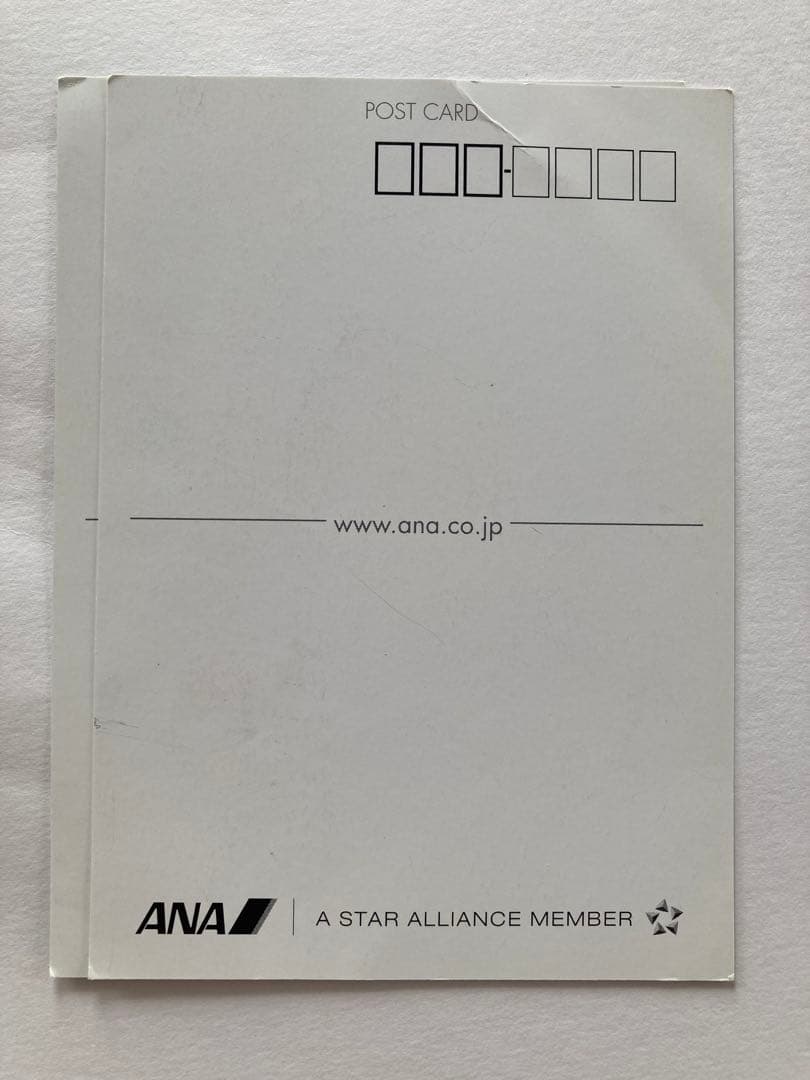 POST CARD
www.ana.co.jp
ANA | A STAR ALLIANCE MEMBER